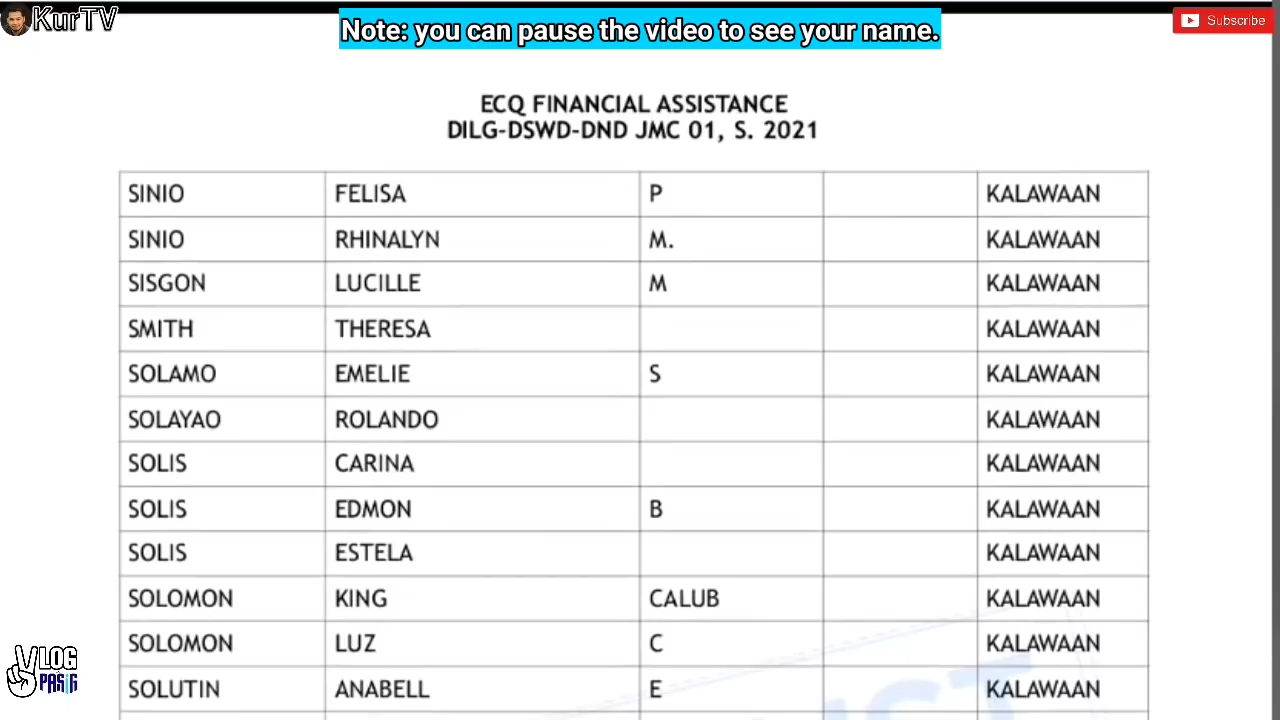 KurTV
Note: you can pause the video to see your name.
Subscribe
ECQ FINANCIAL ASSISTANCE
DILG-DSWD-DND JMC 01, S. 2021
SINIO FELISA P KALAWAAN
SINIO RHINALYN M. KALAWAAN
SISGON LUCILLE M KALAWAAN
SMITH THERESA KALAWAAN
SOLAMO EMELIE S KALAWAAN
SOLAYAO ROLANDO KALAWAAN
SOLIS CARINA KALAWAAN
SOLIS EDMON B KALAWAAN
SOLIS ESTELA KALAWAAN
SOLOMON KING CALUB KALAWAAN
SOLOMON LUZ C KALAWAAN
SOLUTIN ANABELL E KALAWAAN
VLOG
PASIG